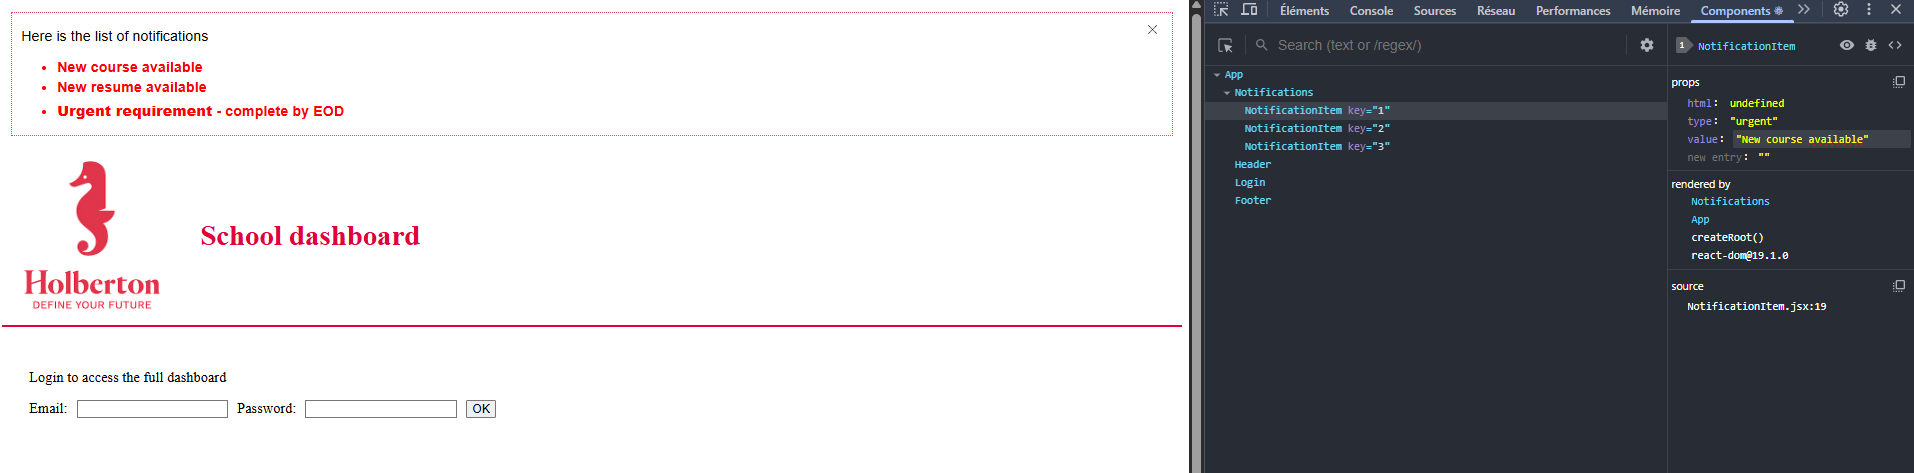 Here is the list of notifications
New course available
New resume available
Urgent requirement - complete by EOD
Holberton
DEFINE YOUR FUTURE
School dashboard
Login to access the full dashboard
Email:
Password:
OK
Éléments
Console
Sources
Réseau
Performances
Mémoire
Components
Search (text or /regex/)
App
Notifications
NotificationItem key="1"
NotificationItem key="2"
NotificationItem key="3"
Header
Login
Footer
1
NotificationItem
props
html: undefined
type: "urgent"
value: "New course available"
new entry: ""
rendered by
Notifications
App
createRoot()
react-dom@19.1.0
source
NotificationItem.jsx:19